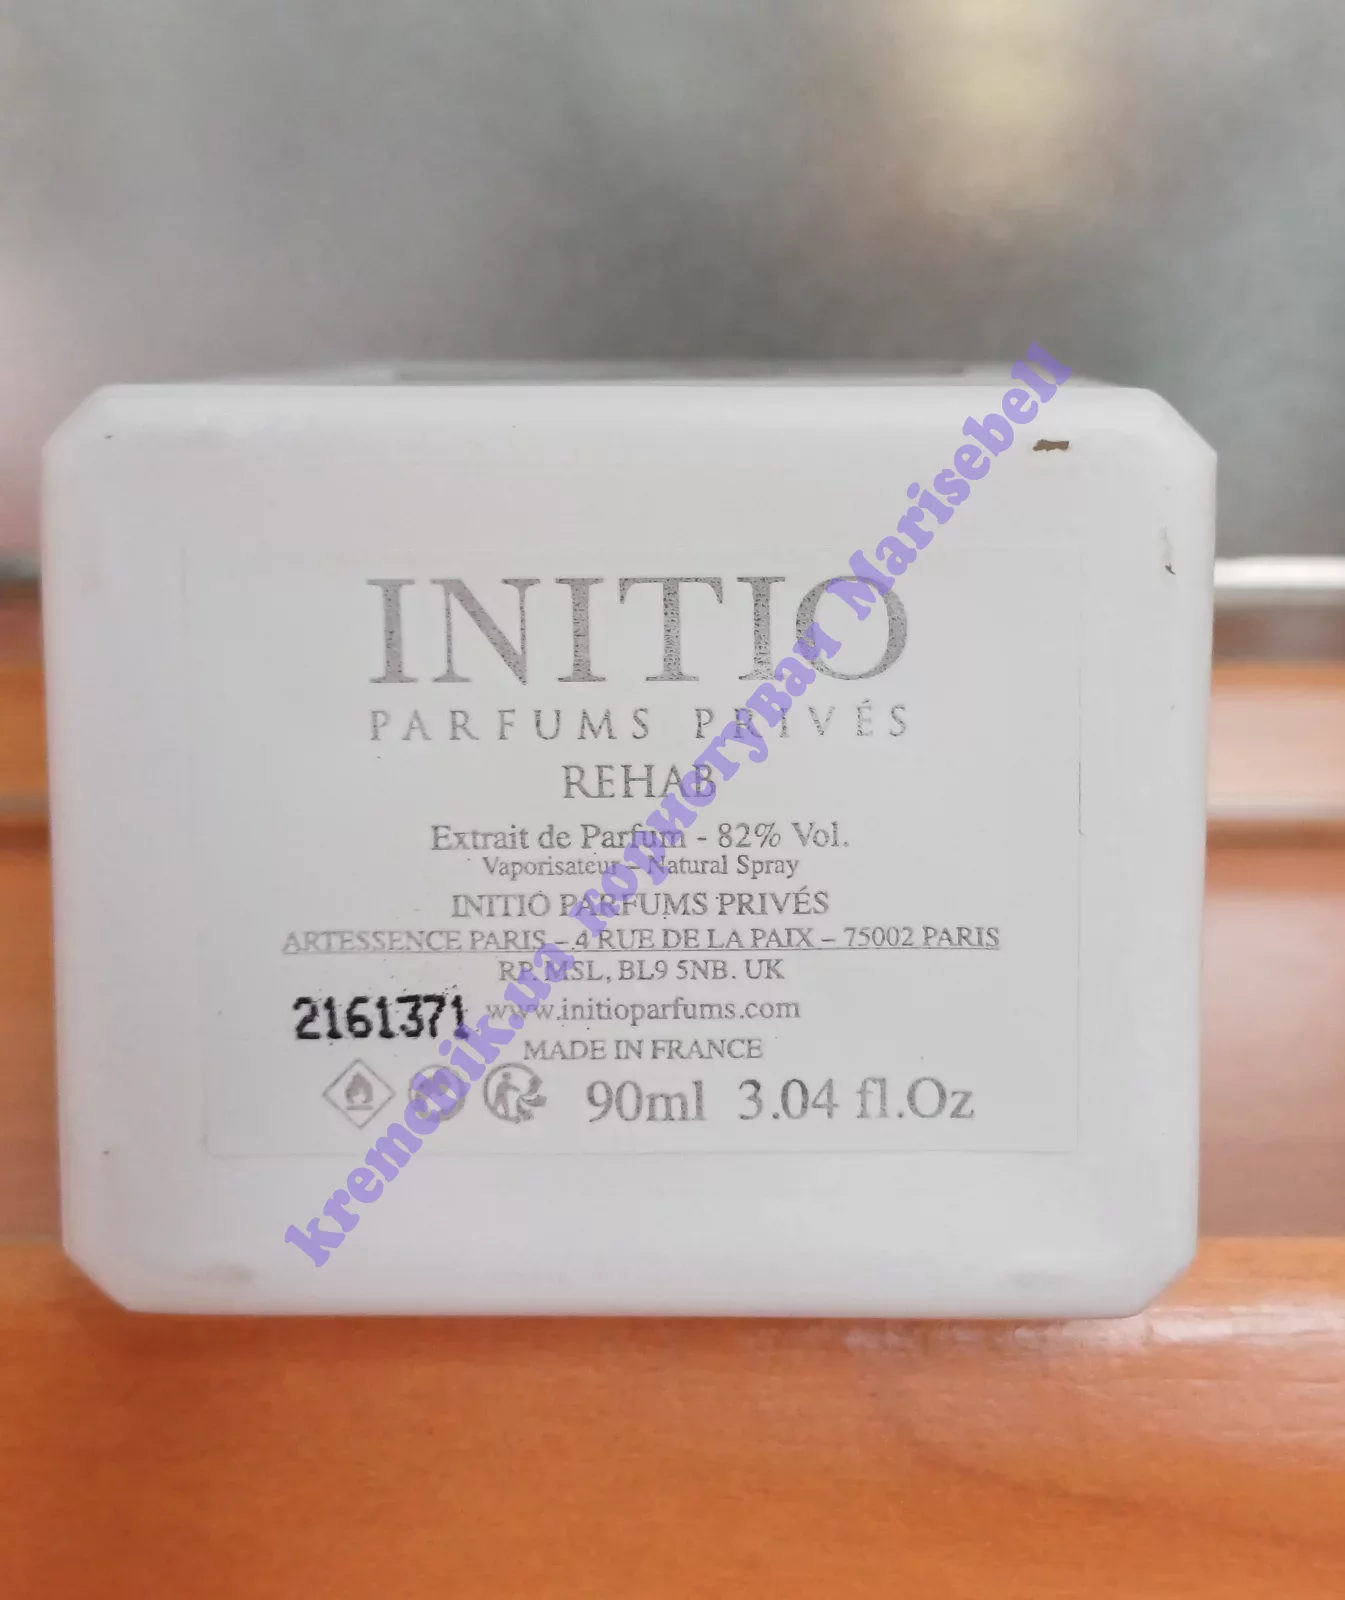 INITIO
PARFUMS PRIVÉS
REHAB
Extrait de Parfum - 82% Vol.
Vaporisateur – Natural Spray
INITIO PARFUMS PRIVÉS
ARTESSENCE PARIS – 4 RUE DE LA PAIX – 75002 PARIS
RP. MSL, BL9 5NB. UK
2161371 www.initioparfums.com
MADE IN FRANCE
90ml 3.04 fl.Oz
kremchik.ua користувач Marisebell